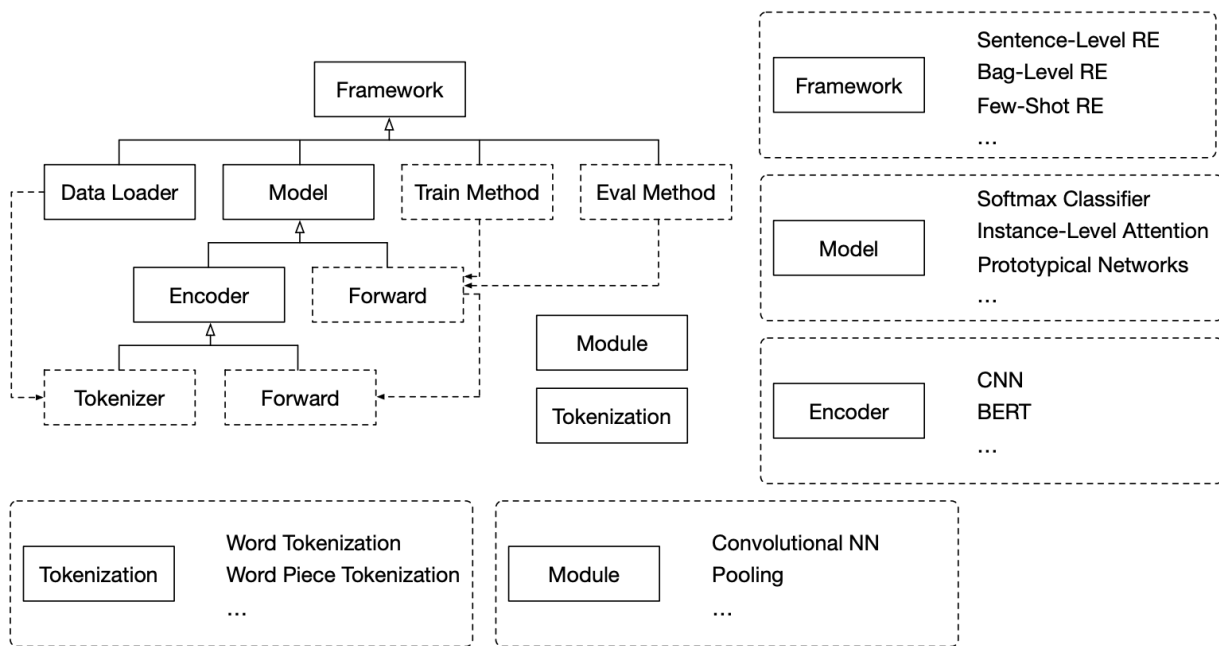 Framework
Data Loader
Model
Train Method
Eval Method
Encoder
Forward
Tokenizer
Forward
Module
Tokenization
Framework
Sentence-Level RE
Bag-Level RE
Few-Shot RE
...
Model
Softmax Classifier
Instance-Level Attention
Prototypical Networks
...
Encoder
CNN
BERT
...
Tokenization
Word Tokenization
Word Piece Tokenization
...
Module
Convolutional NN
Pooling
...